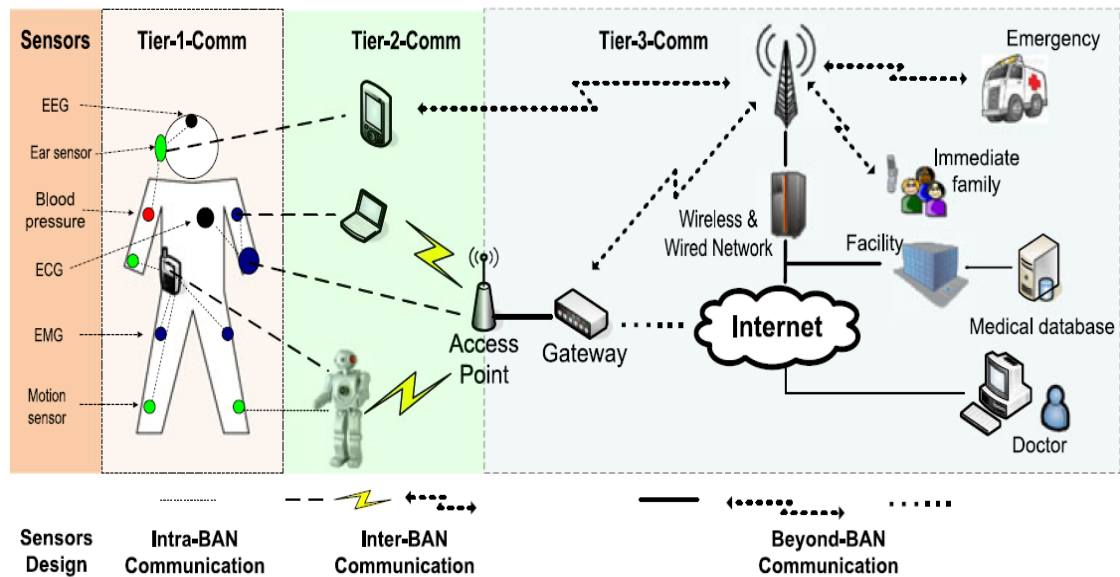 Sensors
Tier-1-Comm
Tier-2-Comm
Tier-3-Comm
EEG
Ear sensor
Blood
pressure
ECG
EMG
Motion
sensor
Access
Point
Gateway
Wireless &
Wired Network
Internet
Emergency
Immediate
family
Facility
Medical database
Doctor
Sensors
Design
Intra-BAN
Communication
Inter-BAN
Communication
Beyond-BAN
Communication